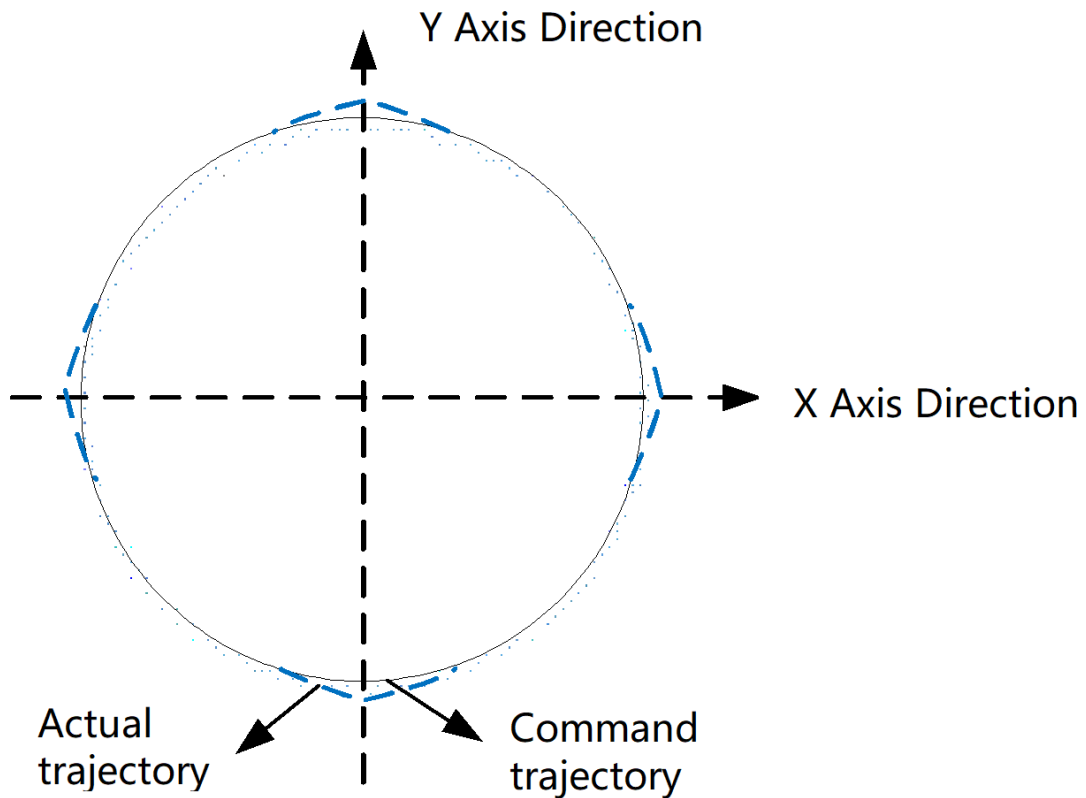 Y Axis Direction
X Axis Direction
Actual
trajectory
Command
trajectory